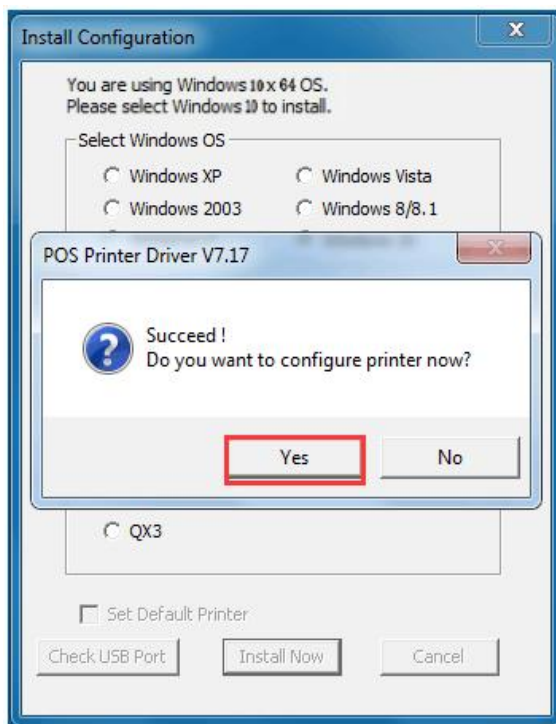 Install Configuration
You are using Windows 10 x 64 OS.
Please select Windows 10 to install.
Select Windows OS
Windows XP
Windows Vista
Windows 2003
Windows 8/8.1
POS Printer Driver V7.17
Succeed !
Do you want to configure printer now?
Yes
No
QX3
Set Default Printer
Check USB Port
Install Now
Cancel